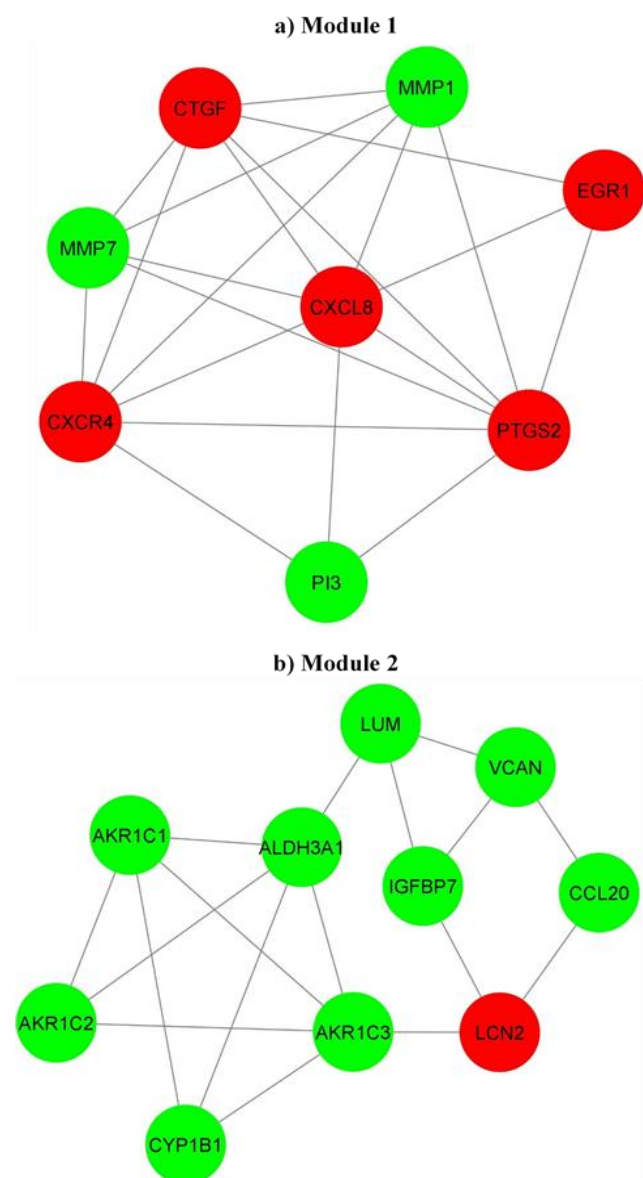 a) Module 1
MMP1
CTGF
EGR1
MMP7
CXCL8
CXCR4
PTGS2
PI3
b) Module 2
LUM
VCAN
AKR1C1
ALDH3A1
IGFBP7
CCL20
AKR1C2
AKR1C3
LCN2
CYP1B1